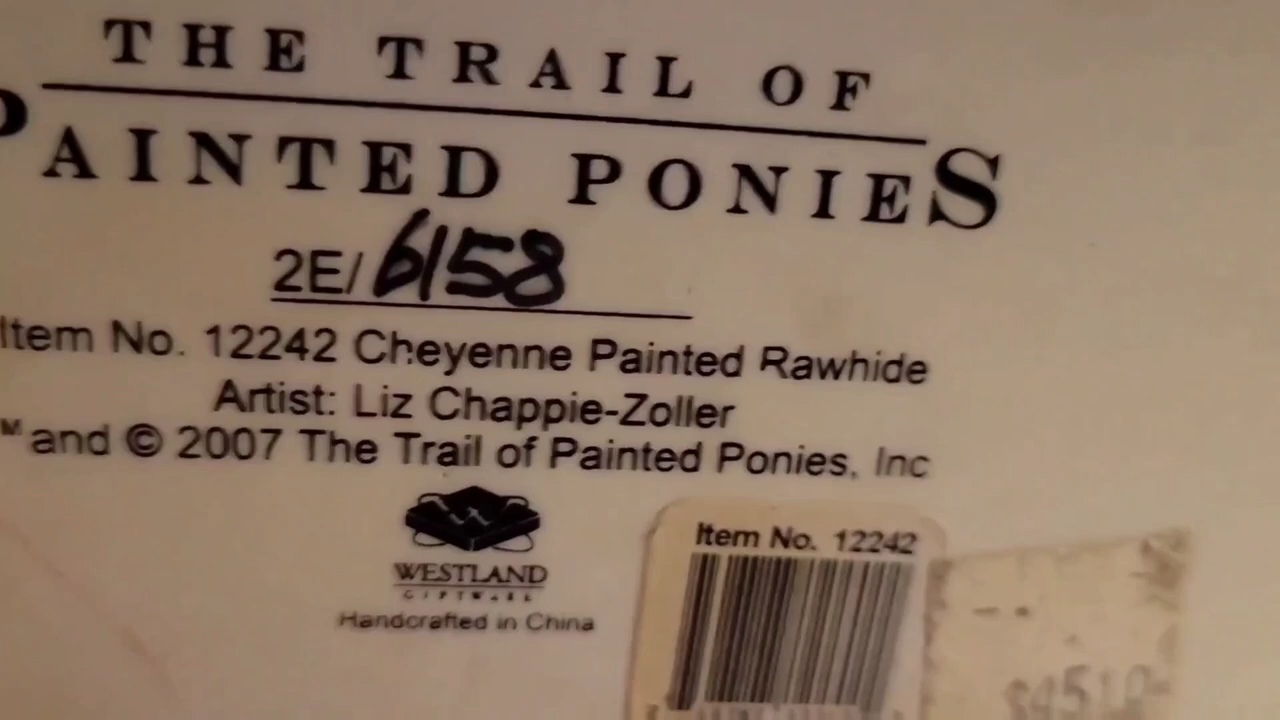 THE TRAIL OF
PAINTED PONIES
2E/6158
Item No. 12242 Cheyenne Painted Rawhide
Artist: Liz Chappie-Zoller
and © 2007 The Trail of Painted Ponies, Inc
WESTLAND
GIFTWARE
Handcrafted in China
Item No. 12242